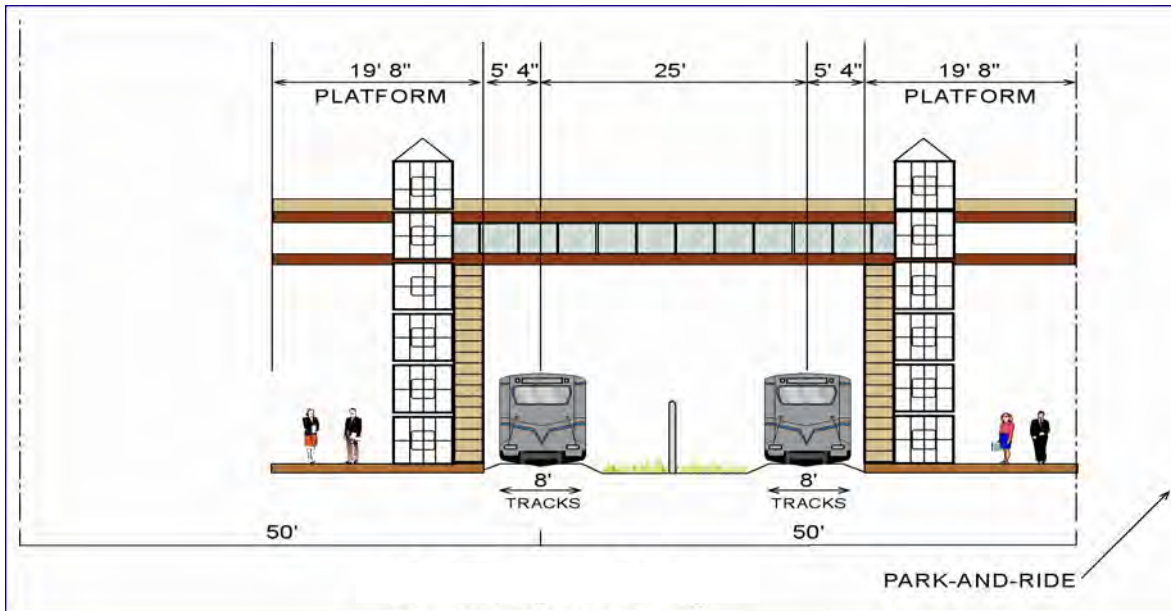 19' 8"
5' 4"
25'
5' 4"
19' 8"
PLATFORM
PLATFORM
8'
TRACKS
8'
TRACKS
50'
50'
PARK-AND-RIDE